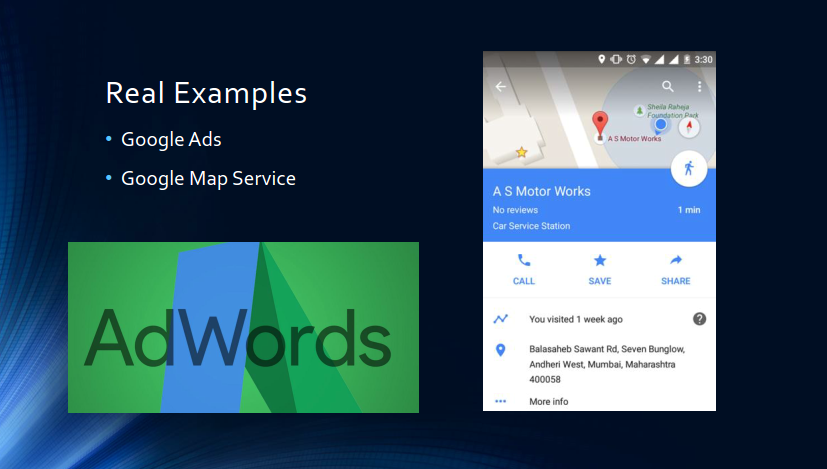 Real Examples
• Google Ads
• Google Map Service
AdWords
3:30
Sheila Raheja
Foundation Park
A S Motor Works
A S Motor Works
No reviews
1 min
Car Service Station
CALL
SAVE
SHARE
You visited 1 week ago
?
Balasaheb Sawant Rd, Seven Bunglow,
Andheri West, Mumbai, Maharashtra
400058
More info